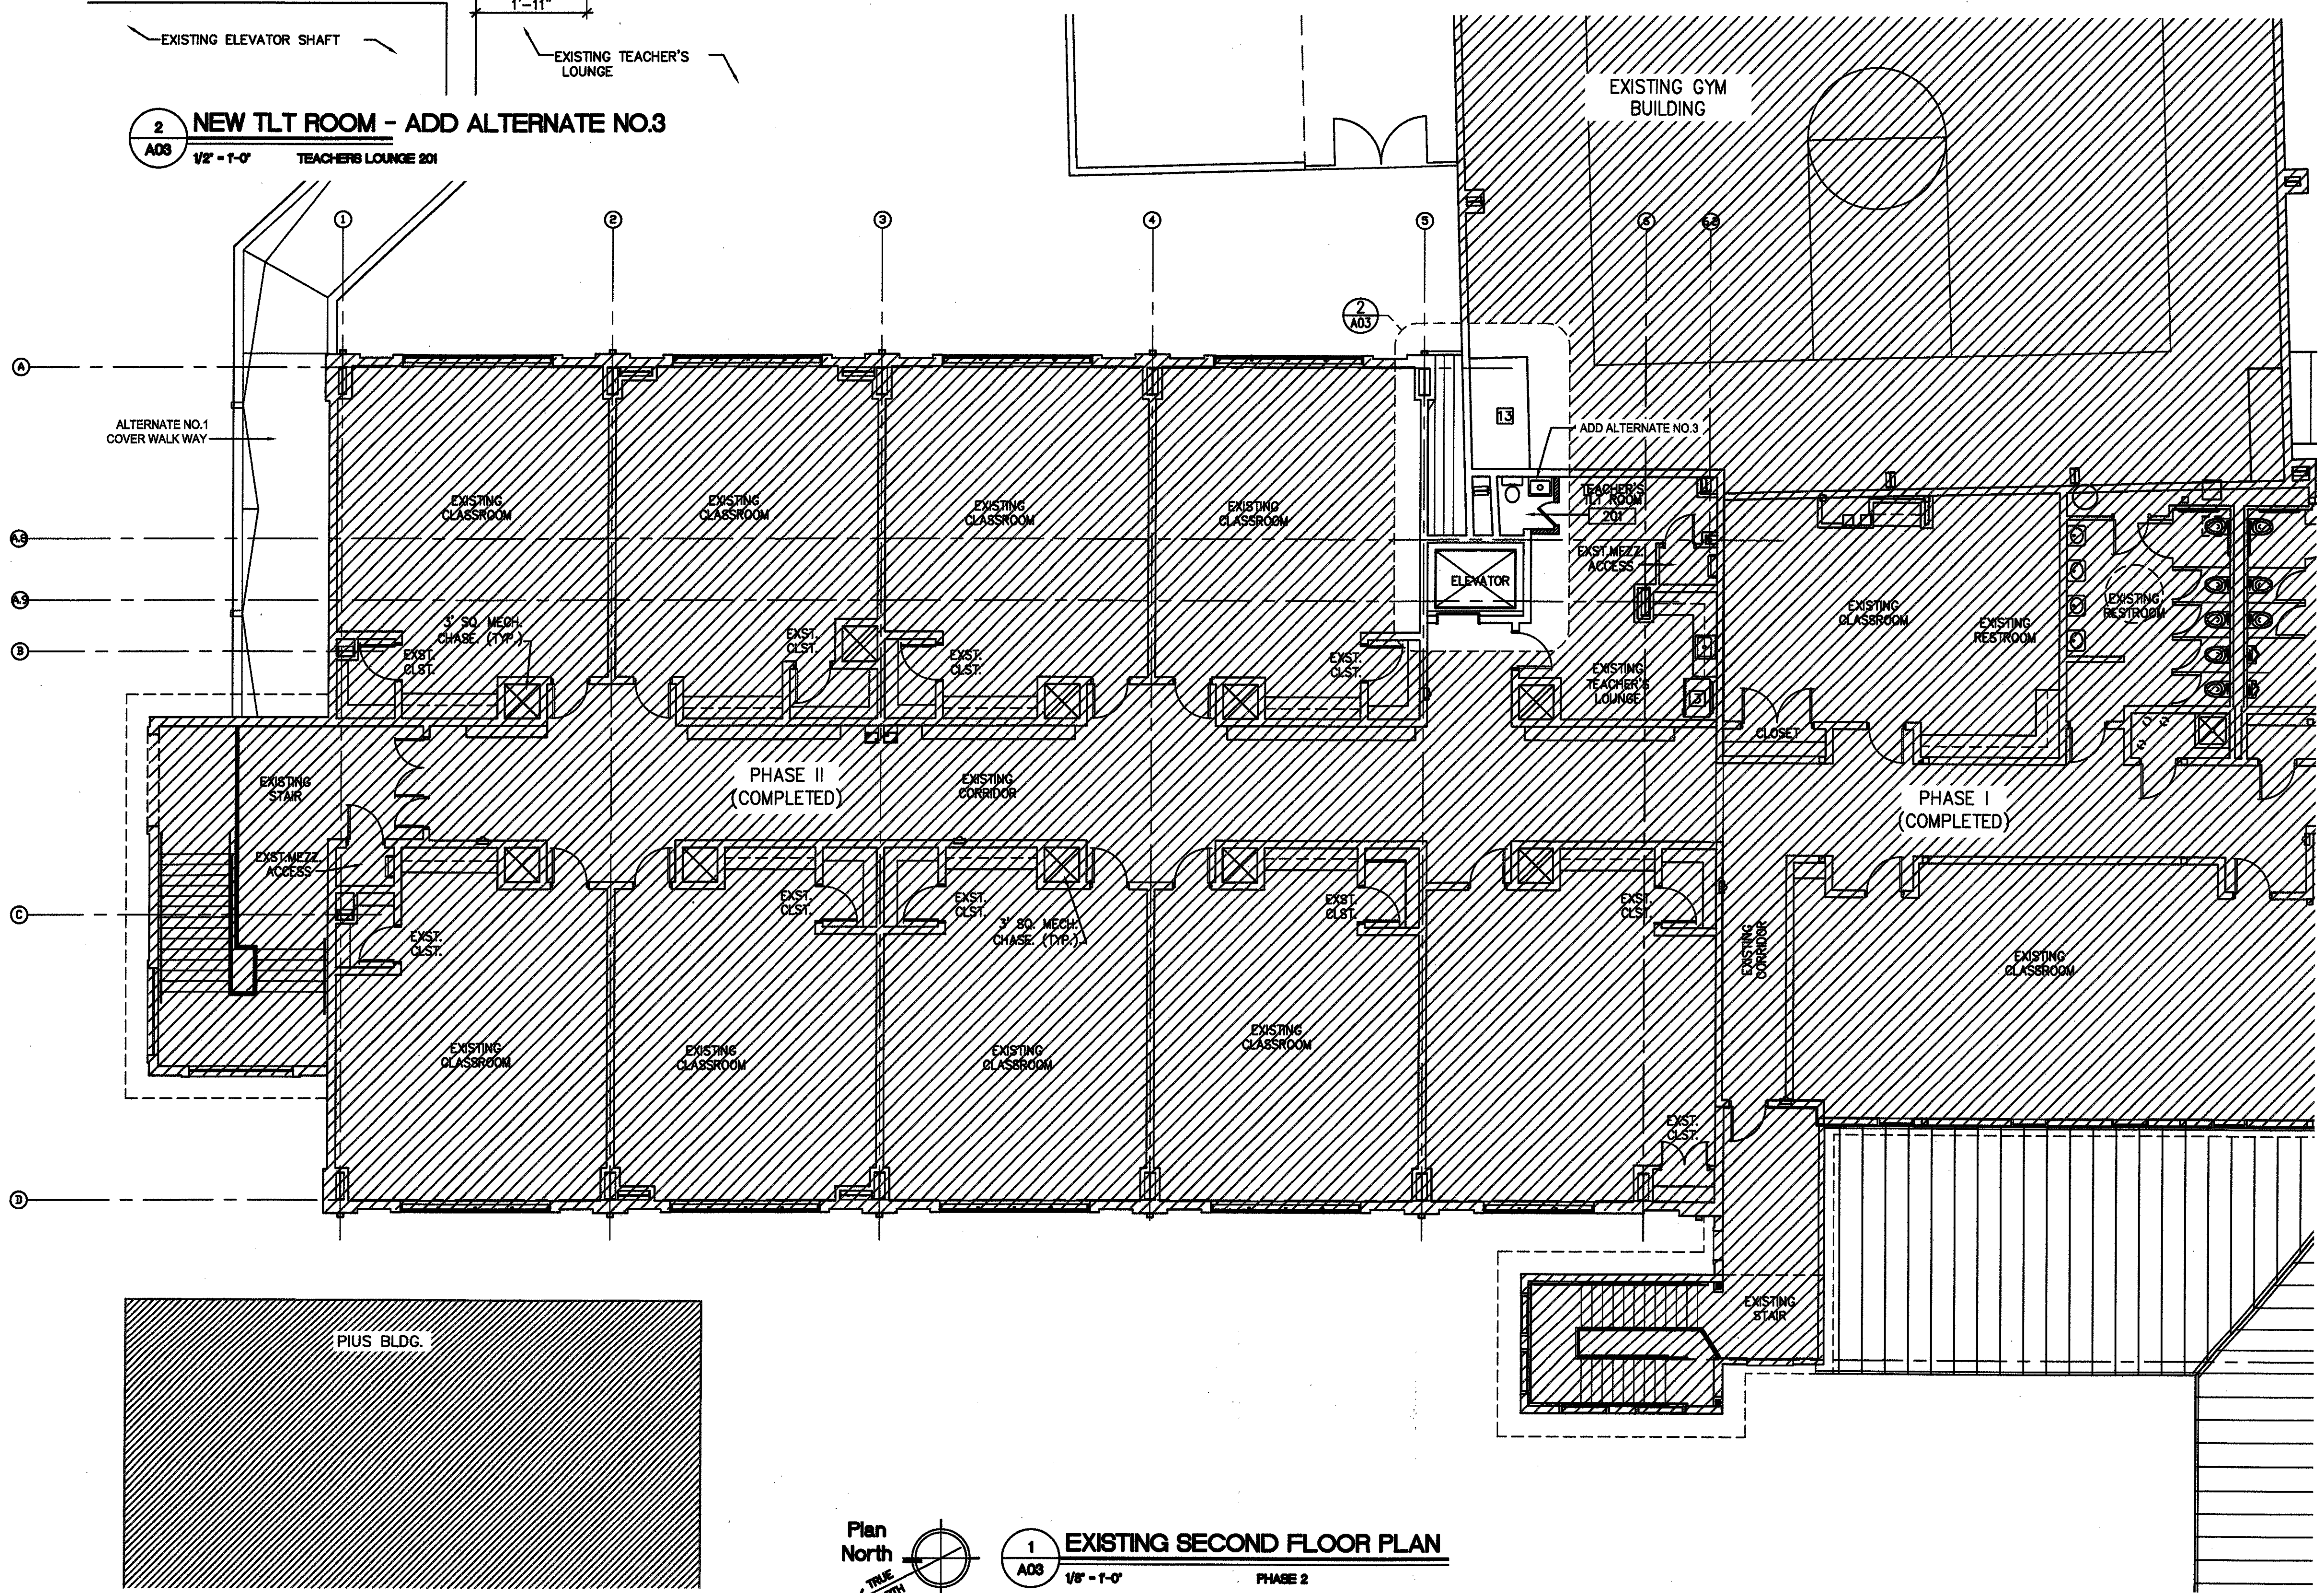 1'-11"
EXISTING ELEVATOR SHAFT
EXISTING TEACHER'S
LOUNGE
2
A03
NEW TLT ROOM - ADD ALTERNATE NO.3
1/2" = 1'-0"
TEACHERS LOUNGE 201
EXISTING GYM
BUILDING
1
2
3
4
5
6
6.2
2
A03
A
ALTERNATE NO.1
COVER WALK WAY
13
ADD ALTERNATE NO.3
EXISTING
CLASSROOM
EXISTING
CLASSROOM
EXISTING
CLASSROOM
EXISTING
CLASSROOM
TEACHER'S
TLT ROOM
201
A.8
EXST.MEZZ.
ACCESS
ELEVATOR
A.9
EXISTING
CLASSROOM
EXISTING
RESTROOM
EXISTING
RESTROOM
3' SQ. MECH.
CHASE. (TYP.)
B
EXST.
CLST.
EXST.
CLST.
EXST.
CLST.
EXST.
CLST.
EXISTING
TEACHER'S
LOUNGE
31
CLOSET
EXISTING
STAIR
PHASE II
(COMPLETED)
EXISTING
CORRIDOR
PHASE I
(COMPLETED)
EXST.MEZZ.
ACCESS
C
EXST.
CLST.
EXST.
CLST.
EXST.
CLST.
EXST.
CLST.
EXST.
CLST.
3' SQ. MECH.
CHASE. (TYP.)
EXISTING
CORRIDOR
EXISTING
CLASSROOM
EXISTING
CLASSROOM
EXISTING
CLASSROOM
EXISTING
CLASSROOM
EXISTING
CLASSROOM
EXST.
CLST.
D
EXISTING
STAIR
PIUS BLDG.
Plan
North
TRUE
1
A03
EXISTING SECOND FLOOR PLAN
1/8" = 1'-0"
PHASE 2